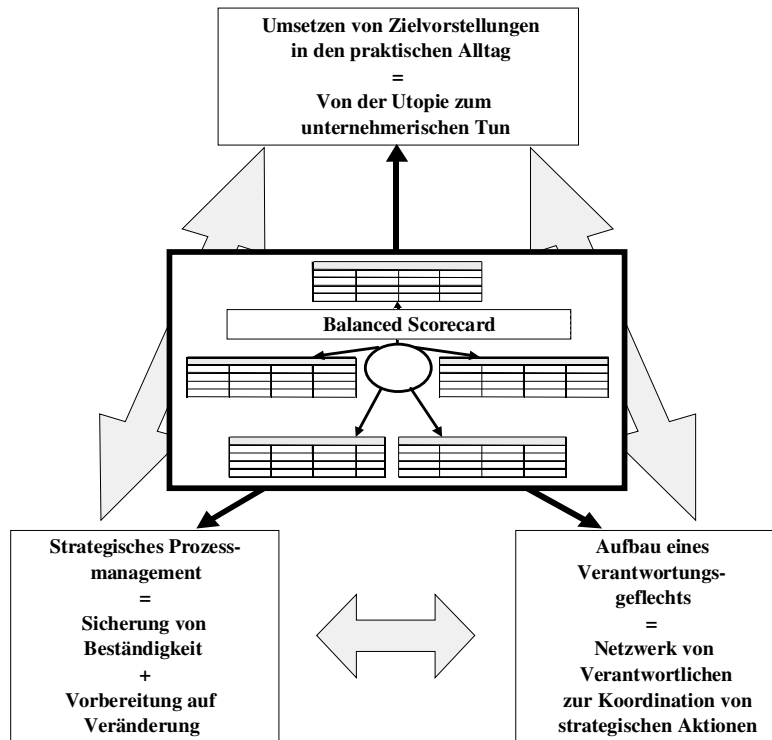 Umsetzen von Zielvorstellungen
in den praktischen Alltag
=
Von der Utopie zum
unternehmerischen Tun
Balanced Scorecard
Strategisches Prozess-
management
=
Sicherung von
Beständigkeit
+
Vorbereitung auf
Veränderung
Aufbau eines
Verantwortungs-
geflechts
=
Netzwerk von
Verantwortlichen
zur Koordination von
strategischen Aktionen